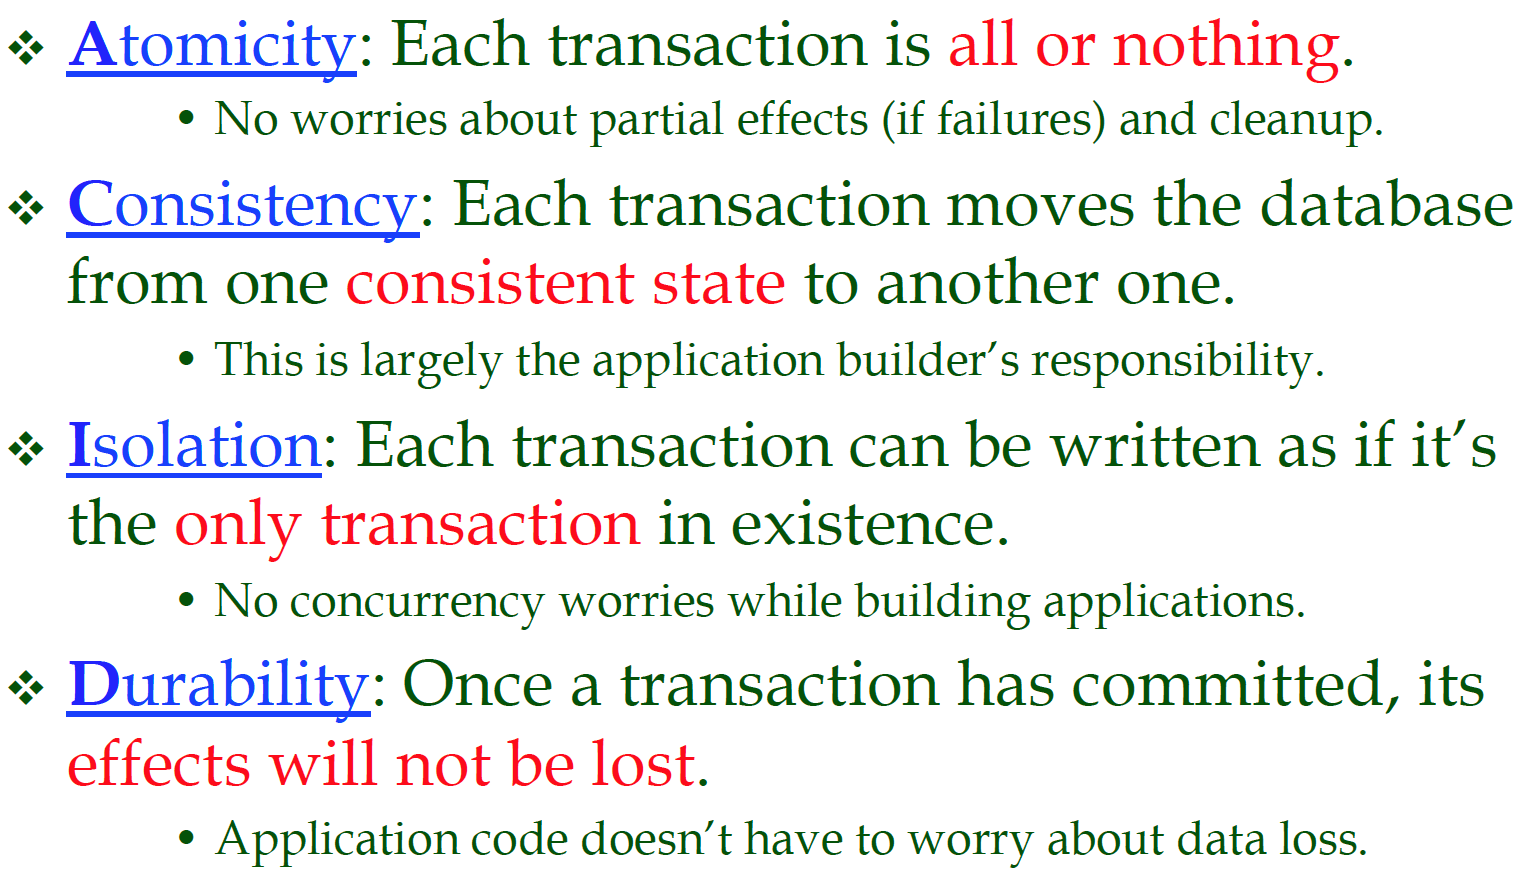 ❖ Atomicity: Each transaction is all or nothing.
• No worries about partial effects (if failures) and cleanup.
❖ Consistency: Each transaction moves the database
from one consistent state to another one.
• This is largely the application builder’s responsibility.
❖ Isolation: Each transaction can be written as if it’s
the only transaction in existence.
• No concurrency worries while building applications.
❖ Durability: Once a transaction has committed, its
effects will not be lost.
• Application code doesn’t have to worry about data loss.